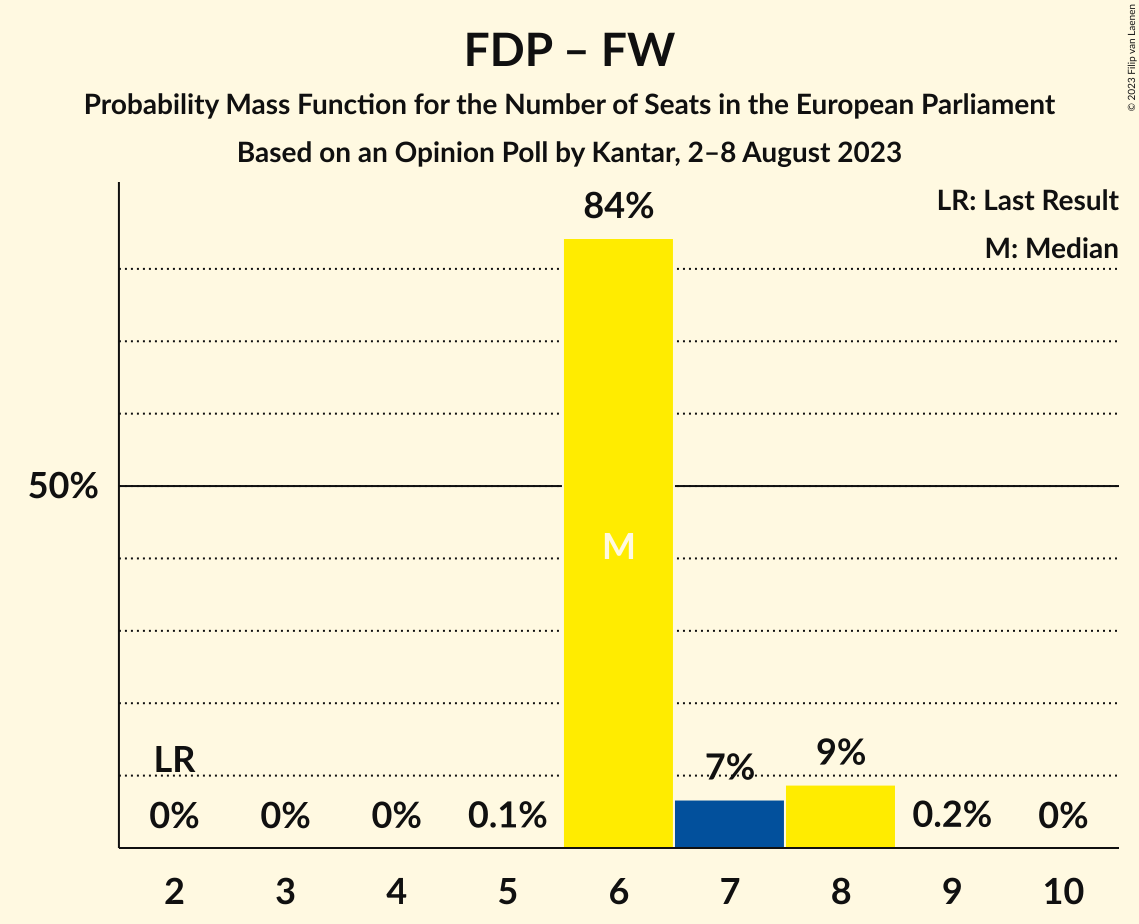 FDP – FW
Probability Mass Function for the Number of Seats in the European Parliament
Based on an Opinion Poll by Kantar, 2–8 August 2023
© 2023 Filip van Laenen
LR: Last Result
M: Median
84%
50%
M
LR
7%
9%
0%
0%
0%
0.1%
0.2%
0%
2 3 4 5 6 7 8 9 10